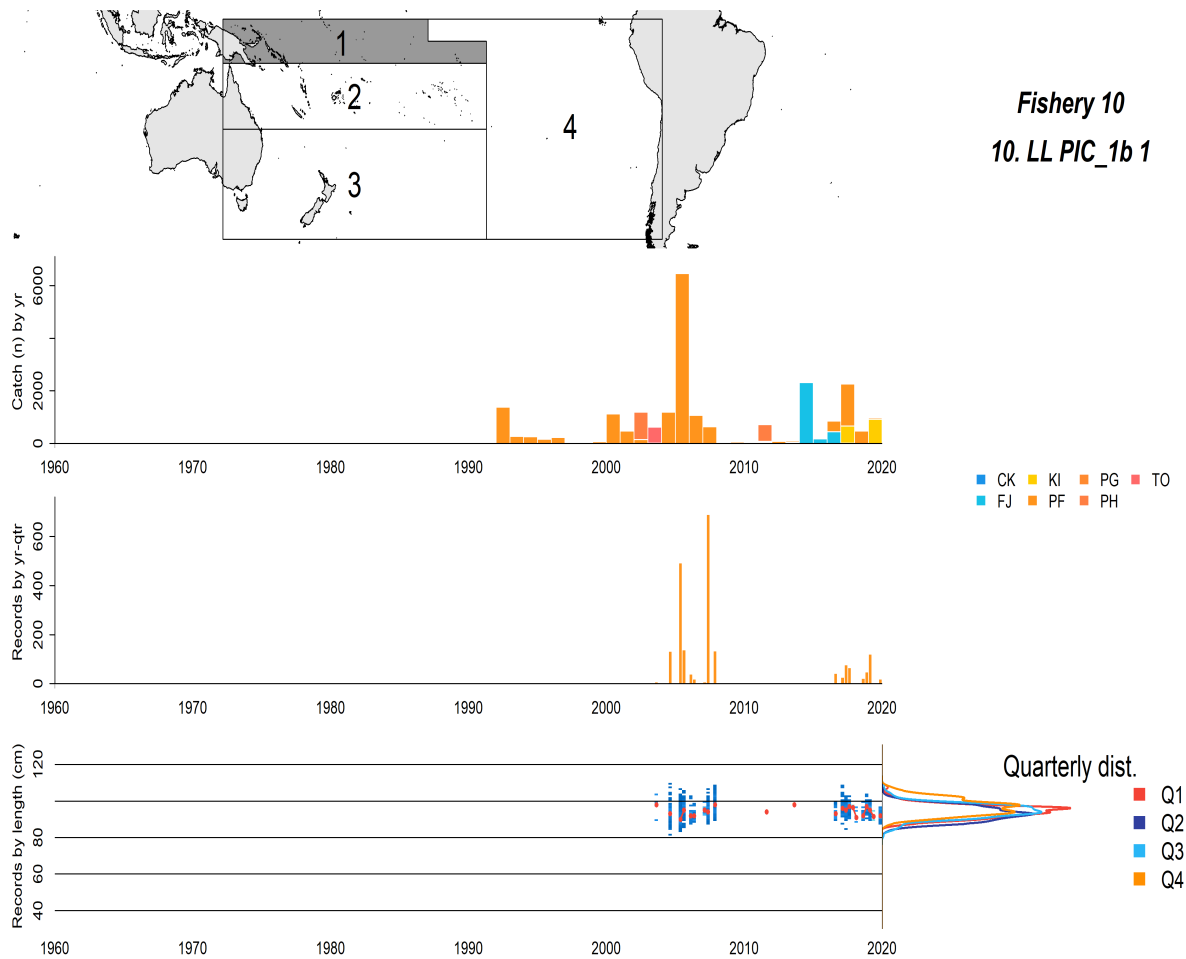 1
2
3
4
Fishery 10
10. LL PIC_1b 1
Catch (n) by yr
0 2000 6000
1960 1970 1980 1990 2000 2010 2020
CK KI PG TO
FJ PF PH
Records by yr-qtr
0 200 400 600
1960 1970 1980 1990 2000 2010 2020
Records by length (cm)
40 60 80 120
1960 1970 1980 1990 2000 2010 2020
Quarterly dist.
Q1
Q2
Q3
Q4